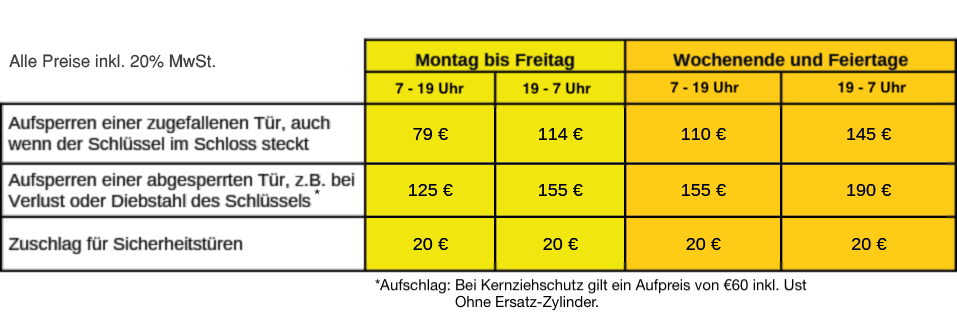 Alle Preise inkl. 20% MwSt.
Montag bis Freitag Wochenende und Feiertage
7 - 19 Uhr 19 - 7 Uhr 7 - 19 Uhr 19 - 7 Uhr
Aufsperren einer zugefallenen Tür, auch
wenn der Schlüssel im Schloss steckt
79 € 114 € 110 € 145 €
Aufsperren einer abgesperrten Tür, z.B. bei
Verlust oder Diebstahl des Schlüssels *
125 € 155 € 155 € 190 €
Zuschlag für Sicherheitstüren 20 € 20 € 20 € 20 €
*Aufschlag: Bei Kernziehschutz gilt ein Aufpreis von €60 inkl. Ust
Ohne Ersatz-Zylinder.